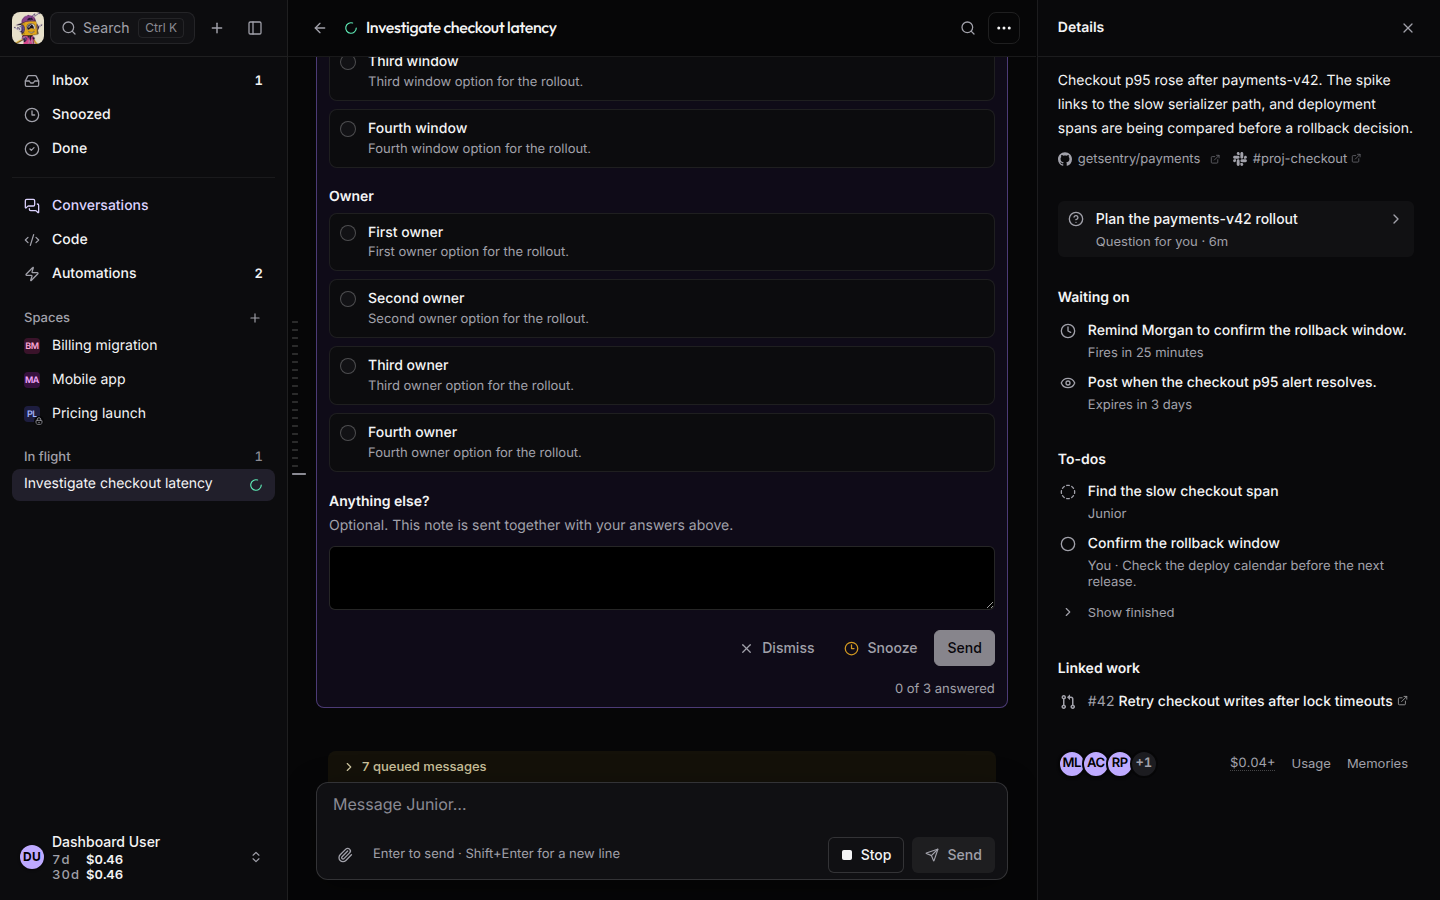 Search Ctrl K
Inbox 1
Snoozed
Done
Conversations
Code
Automations 2
Spaces
BM Billing migration
MA Mobile app
PL Pricing launch
In flight 1
Investigate checkout latency
DU Dashboard User
7d $0.46
30d $0.46
Investigate checkout latency
Third window
Third window option for the rollout.
Fourth window
Fourth window option for the rollout.
Owner
First owner
First owner option for the rollout.
Second owner
Second owner option for the rollout.
Third owner
Third owner option for the rollout.
Fourth owner
Fourth owner option for the rollout.
Anything else?
Optional. This note is sent together with your answers above.
Dismiss Snooze Send
0 of 3 answered
7 queued messages
Message Junior...
Enter to send · Shift+Enter for a new line Stop Send
Details
Checkout p95 rose after payments-v42. The spike
links to the slow serializer path, and deployment
spans are being compared before a rollback decision.
getsentry/payments #proj-checkout
Plan the payments-v42 rollout
Question for you · 6m
Waiting on
Remind Morgan to confirm the rollback window.
Fires in 25 minutes
Post when the checkout p95 alert resolves.
Expires in 3 days
To-dos
Find the slow checkout span
Junior
Confirm the rollback window
You · Check the deploy calendar before the next
release.
Show finished
Linked work
#42 Retry checkout writes after lock timeouts
ML AC RP +1 $0.04+ Usage Memories